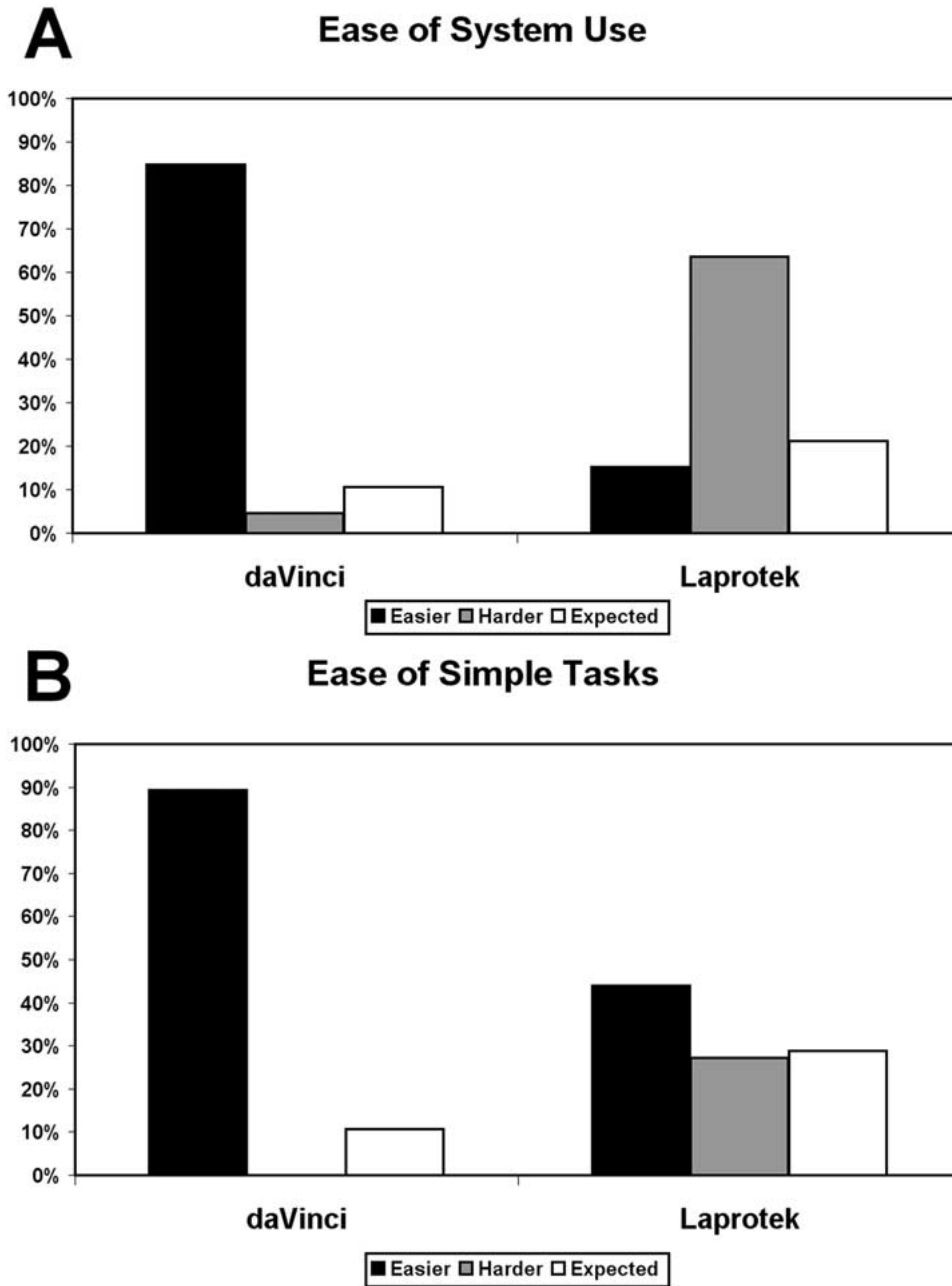 A
Ease of System Use
100%
90%
80%
70%
60%
50%
40%
30%
20%
10%
0%
daVinci Laprotek
Easier Harder Expected
B
Ease of Simple Tasks
100%
90%
80%
70%
60%
50%
40%
30%
20%
10%
0%
daVinci Laprotek
Easier Harder Expected